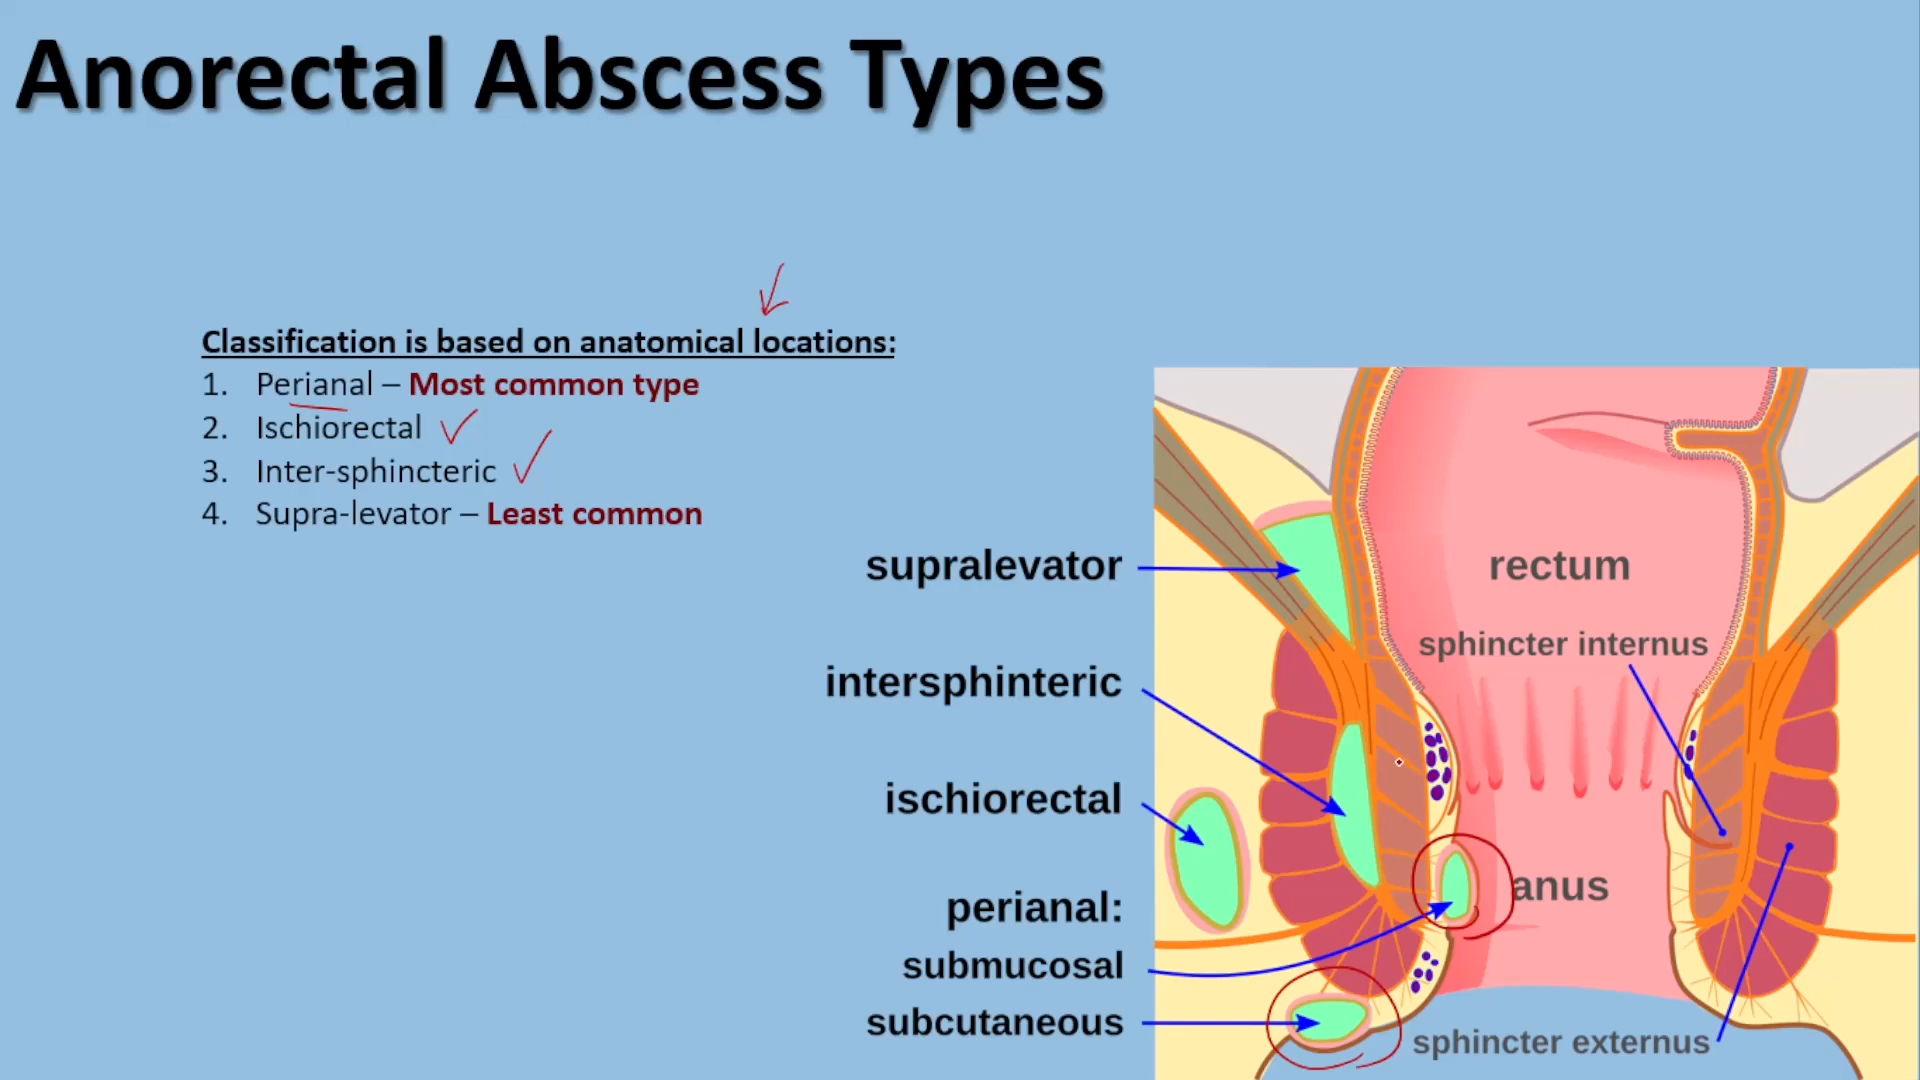 Anorectal Abscess Types
Classification is based on anatomical locations:
1. Perianal – Most common type
2. Ischiorectal
3. Inter-sphincteric
4. Supra-levator – Least common
supralevator
intersphinteric
ischiorectal
perianal:
submucosal
subcutaneous
rectum
sphincter internus
anus
sphincter externus